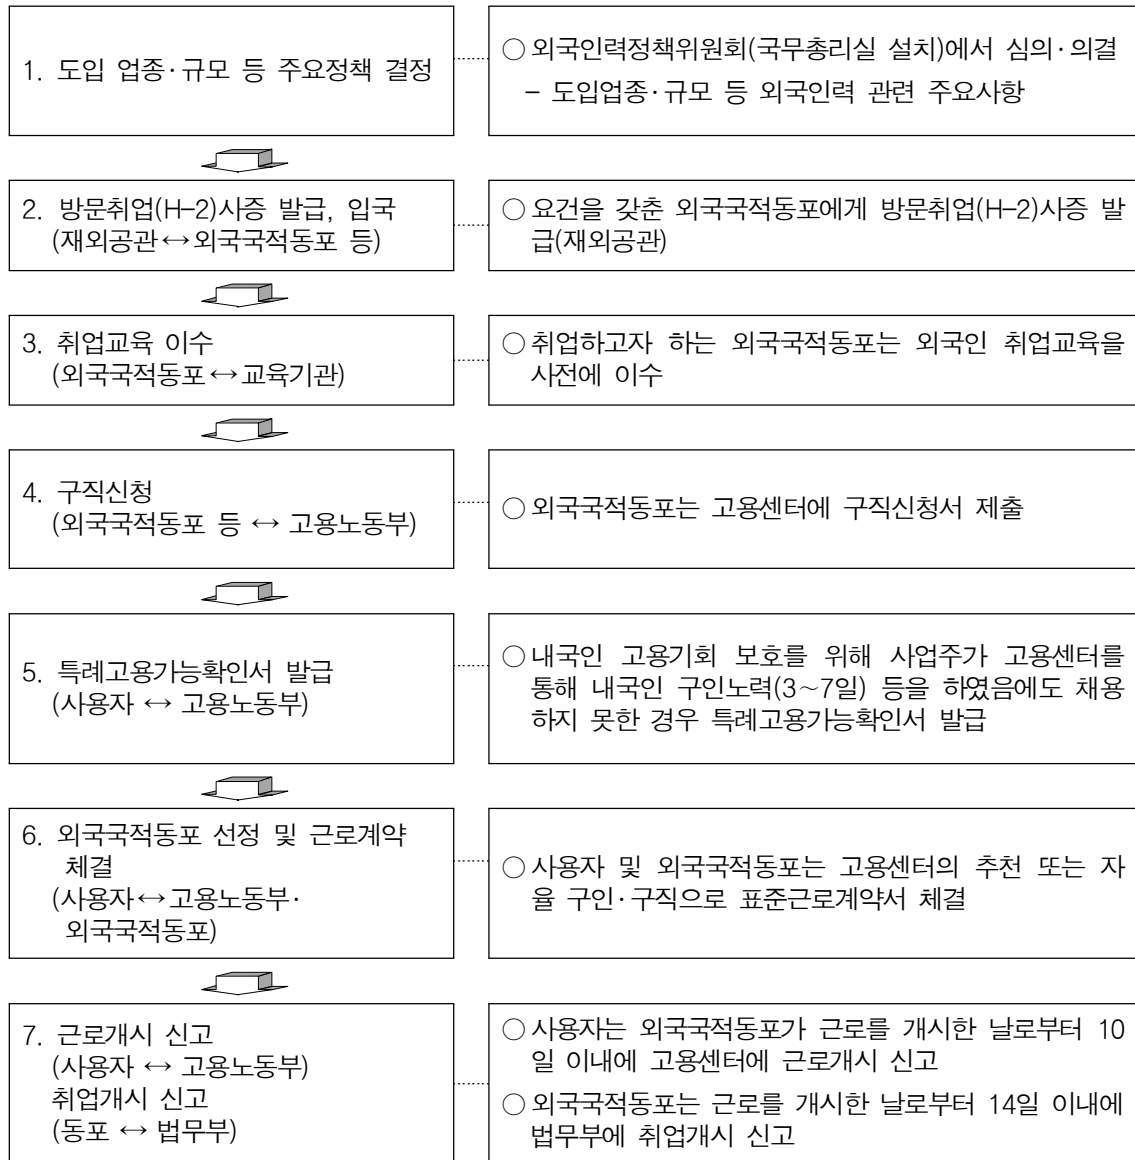 1. 도입 업종·규모 등 주요정책 결정
○ 외국인력정책위원회(국무총리실 설치)에서 심의·의결
- 도입업종·규모 등 외국인력 관련 주요사항
2. 방문취업(H-2)사증 발급, 입국
(재외공관↔외국국적동포 등)
○ 요건을 갖춘 외국국적동포에게 방문취업(H-2)사증 발
급(재외공관)
3. 취업교육 이수
(외국국적동포↔교육기관)
○ 취업하고자 하는 외국국적동포는 외국인 취업교육을
사전에 이수
4. 구직신청
(외국국적동포 등 ↔ 고용노동부)
○ 외국국적동포는 고용센터에 구직신청서 제출
5. 특례고용가능확인서 발급
(사용자 ↔ 고용노동부)
○ 내국인 고용기회 보호를 위해 사업주가 고용센터를
통해 내국인 구인노력(3~7일) 등을 하였음에도 채용
하지 못한 경우 특례고용가능확인서 발급
6. 외국국적동포 선정 및 근로계약
체결
(사용자↔고용노동부·
외국국적동포)
○ 사용자 및 외국국적동포는 고용센터의 추천 또는 자
율 구인·구직으로 표준근로계약서 체결
7. 근로개시 신고
(사용자 ↔ 고용노동부)
취업개시 신고
(동포 ↔ 법무부)
○ 사용자는 외국국적동포가 근로를 개시한 날로부터 10
일 이내에 고용센터에 근로개시 신고
○ 외국국적동포는 근로를 개시한 날로부터 14일 이내에
법무부에 취업개시 신고